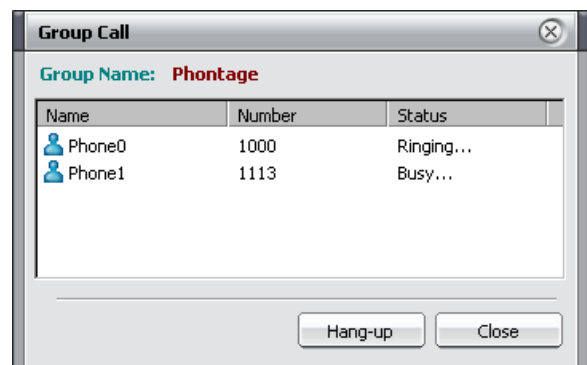 Group Call
Group Name: Phontage
Name Number Status
Phone0 1000 Ringing...
Phone1 1113 Busy...
Hang-up Close